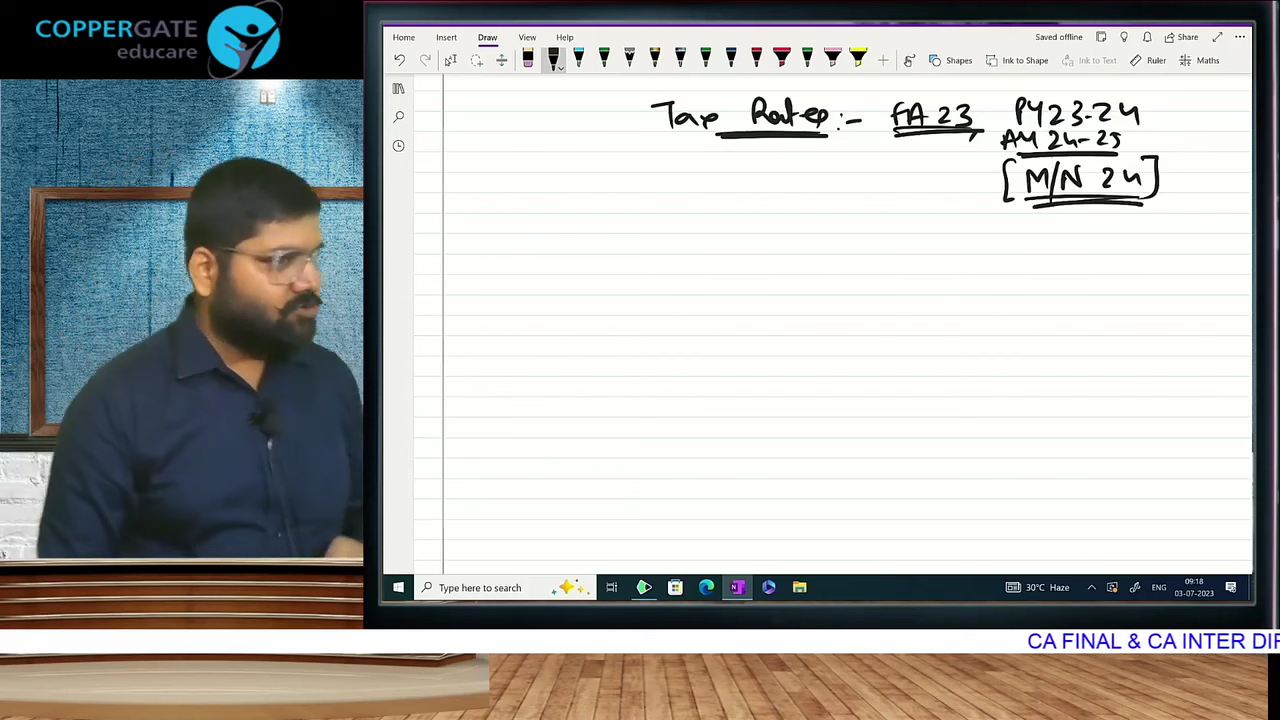 COPPERGATE
educare
Home Insert Draw View Help
Saved offline
Share
Shapes
Ink to Shape
Ink to Text
Ruler
Maths
Tax Rates :- FA 23 PY 23-24
AY 24-25
[M/N 24]
Type here to search
30°C Haze
ENG
09:18
03-07-2023
CA FINAL & CA INTER DIR